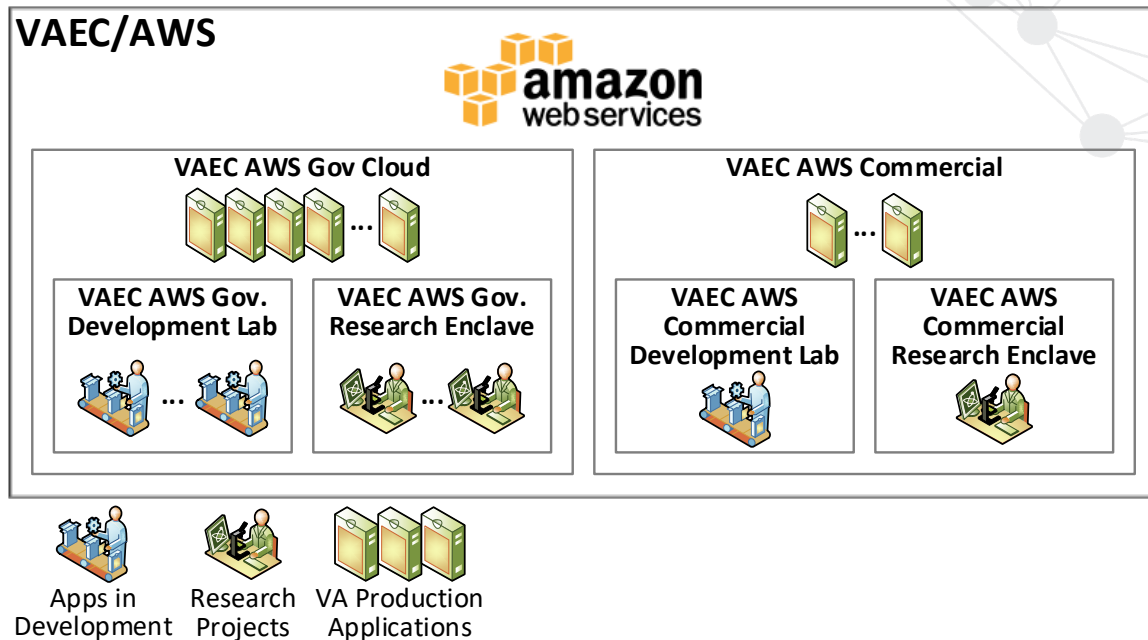 VAEC/AWS
amazon
webservices
VAEC AWS Gov Cloud
...
VAEC AWS Gov.
Development Lab
...
VAEC AWS Gov.
Research Enclave
...
VAEC AWS Commercial
...
VAEC AWS
Commercial
Development Lab
VAEC AWS
Commercial
Research Enclave
Apps in
Development
Research
Projects
VA Production
Applications